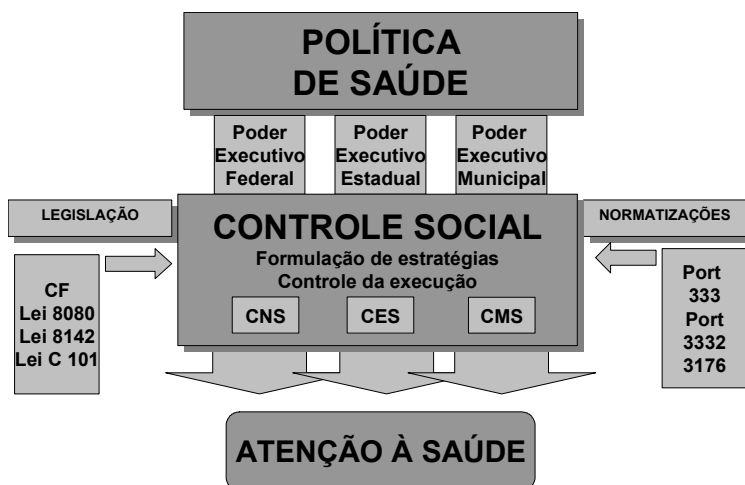 POLÍTICA
DE SAÚDE
Poder
Executivo
Federal
Poder
Executivo
Estadual
Poder
Executivo
Municipal
LEGISLAÇÃO
CONTROLE SOCIAL
NORMATIZAÇÕES
Formulação de estratégias
Controle da execução
CNS
CES
CMS
CF
Lei 8080
Lei 8142
Lei C 101
Port
333
Port
3332
3176
ATENÇÃO À SAÚDE